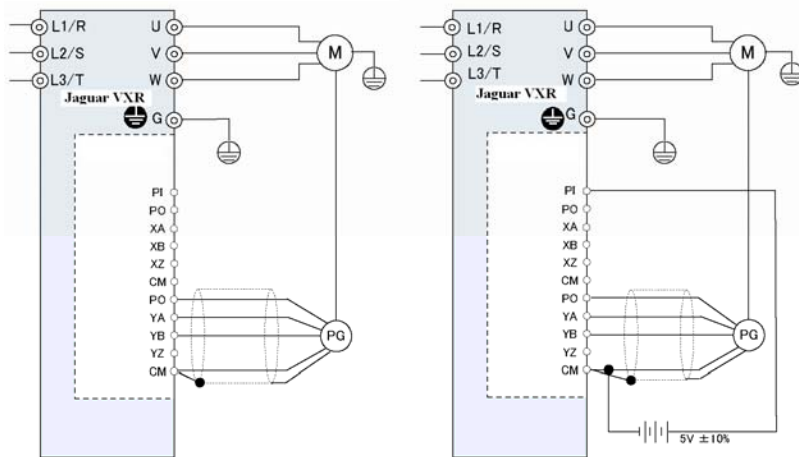 L1/R U
L2/S V M
L3/T W
Jaguar VXR
G
PI
PO
XA
XB
XZ
CM
PO
YA
YB PG
YZ
CM
L1/R U
L2/S V M
L3/T W
Jaguar VXR
G
PI
PO
XA
XB
XZ
CM
PO
YA
YB PG
YZ
CM
5V ±10%